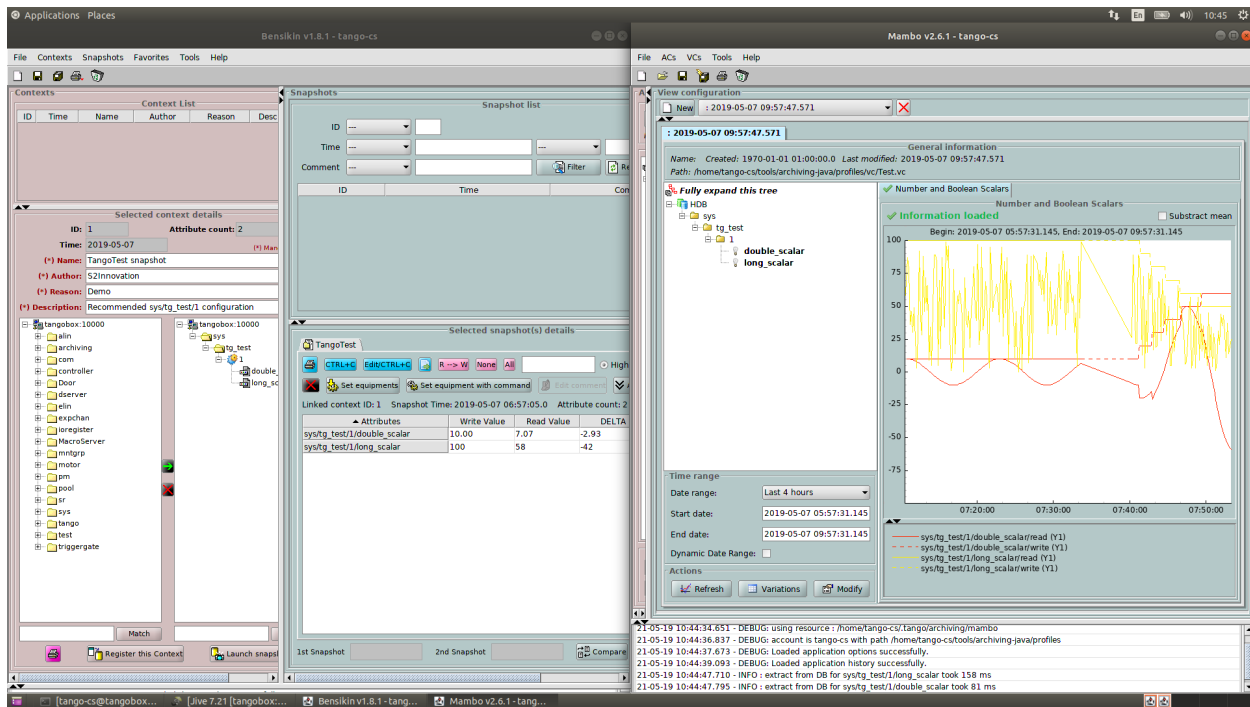 Applications Places
En 10:45
Bensikin v1.8.1 - tango-cs
File Contexts Snapshots Favorites Tools Help
Contexts
Context List
ID Time Name Author Reason Desc
Selected context details
ID: 1 Attribute count: 2
Time: 2019-05-07 (*) Man
(*) Name: TangoTest snapshot
(*) Author: S2Innovation
(*) Reason: Demo
(*) Description: Recommended sys/tg_test/1 configuration
tangobox:10000
alin
archiving
com
controller
Door
dserver
elin
expchan
ioregister
MacroServer
mntgrp
motor
pm
pool
sr
sys
tango
test
triggergate
tangobox:10000
sys
tg_test
1
double_
long_sc
Match
Register this Context Launch snaps
Snapshots
Snapshot list
ID ---
Time --- ---
Comment --- Filter Re
ID Time Con
Selected snapshot(s) details
TangoTest
CTRL+C Edit/CTRL+C R --> W None All High
Set equipments Set equipment with command Edit comment
Linked context ID: 1 Snapshot Time: 2019-05-07 06:57:05.0 Attribute count: 2
Attributes Write Value Read Value DELTA
sys/tg_test/1/double_scalar 10.00 7.07 -2.93
sys/tg_test/1/long_scalar 100 58 -42
1st Snapshot 2nd Snapshot Compare
Mambo v2.6.1 - tango-cs
File ACs VCs Tools Help
A
View configuration
New : 2019-05-07 09:57:47.571
: 2019-05-07 09:57:47.571
General information
Name: Created: 1970-01-01 01:00:00.0 Last modified: 2019-05-07 09:57:47.571
Path: /home/tango-cs/tools/archiving-java/profiles/vc/Test.vc
Fully expand this tree
HDB
sys
tg_test
1
double_scalar
long_scalar
Time range
Date range: Last 4 hours
Start date: 2019-05-07 05:57:31.145
End date: 2019-05-07 09:57:31.145
Dynamic Date Range:
Actions
Refresh Variations Modify
Number and Boolean Scalars
Number and Boolean Scalars
Information loaded Substract mean
Begin: 2019-05-07 05:57:31.145, End: 2019-05-07 09:57:31.145
100
75
50
25
0
-25
-50
-75
07:20:00 07:30:00 07:40:00 07:50:00
sys/tg_test/1/double_scalar/read (Y1)
sys/tg_test/1/double_scalar/write (Y1)
sys/tg_test/1/long_scalar/read (Y1)
sys/tg_test/1/long_scalar/write (Y1)
21-05-19 10:44:34.651 - DEBUG: using resource : /home/tango-cs/.tango/archiving/mambo
21-05-19 10:44:36.837 - DEBUG: account is tango-cs with path /home/tango-cs/tools/archiving-java/profiles
21-05-19 10:44:37.673 - DEBUG: Loaded application options successfully.
21-05-19 10:44:39.093 - DEBUG: Loaded application history successfully.
21-05-19 10:44:47.710 - INFO : extract from DB for sys/tg_test/1/long_scalar took 158 ms
21-05-19 10:44:47.795 - INFO : extract from DB for sys/tg_test/1/double_scalar took 81 ms
[tango-cs@tangobox... [Jive 7.21 [tangobox:... Bensikin v1.8.1 - tang... Mambo v2.6.1 - tang...